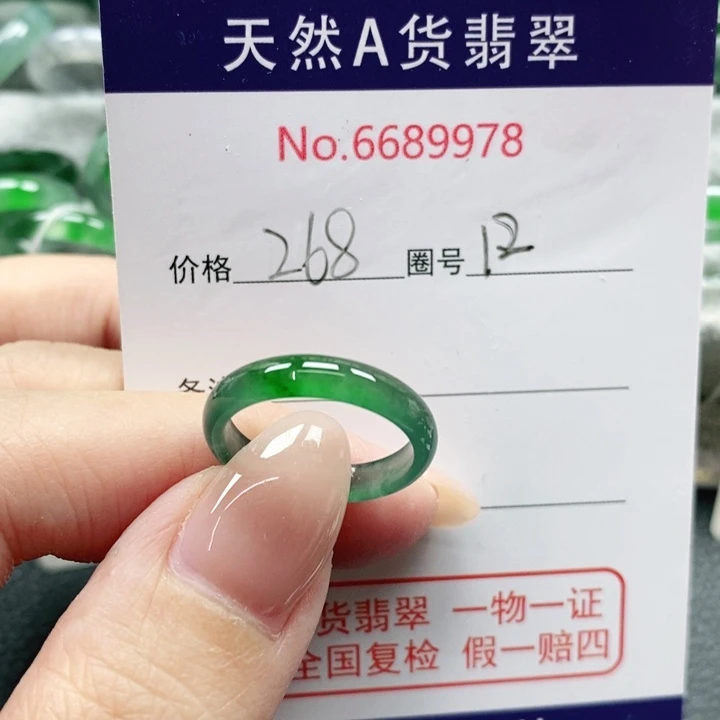 天然A货翡翠
No.6689978
价格 268 圈号 12
货翡翠 一物一证
全国复检 假一赔四